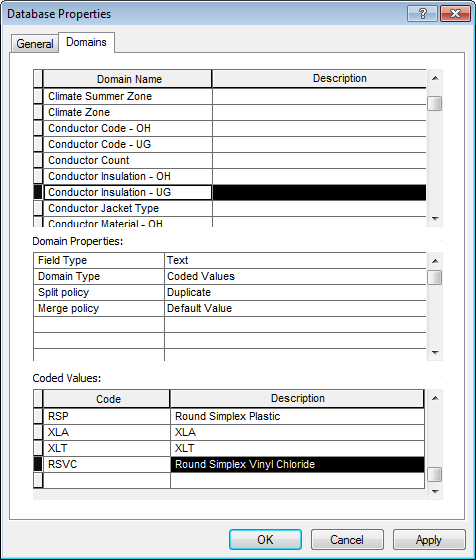 Database Properties
General Domains
Domain Name Description
Climate Summer Zone
Climate Zone
Conductor Code - OH
Conductor Code - UG
Conductor Count
Conductor Insulation - OH
Conductor Insulation - UG
Conductor Jacket Type
Conductor Material - OH
Domain Properties:
Field Type Text
Domain Type Coded Values
Split policy Duplicate
Merge policy Default Value
Coded Values:
Code Description
RSP Round Simplex Plastic
XLA XLA
XLT XLT
RSVC Round Simplex Vinyl Chloride
OK Cancel Apply